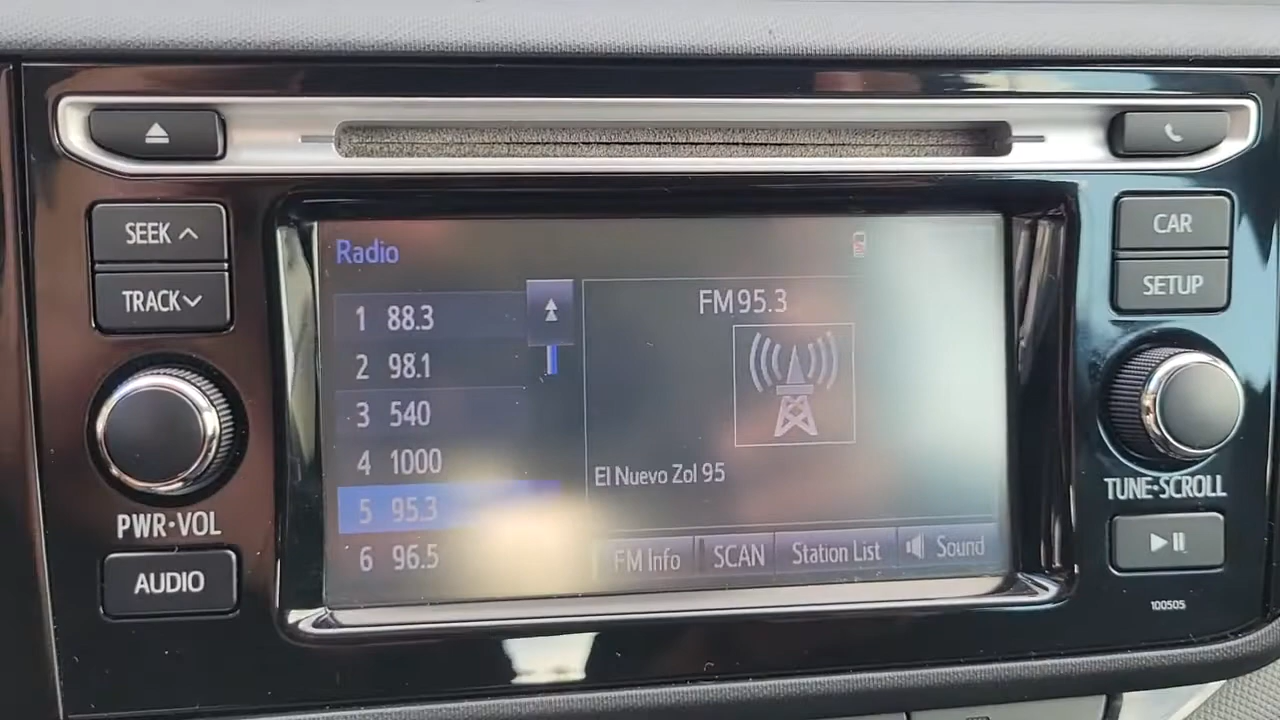 SEEK
TRACK
PWR·VOL
AUDIO
Radio
1 88.3
2 98.1
3 540
4 1000
5 95.3
6 96.5
FM 95.3
El Nuevo Zol 95
FM Info
SCAN
Station List
Sound
CAR
SETUP
TUNE·SCROLL
100505